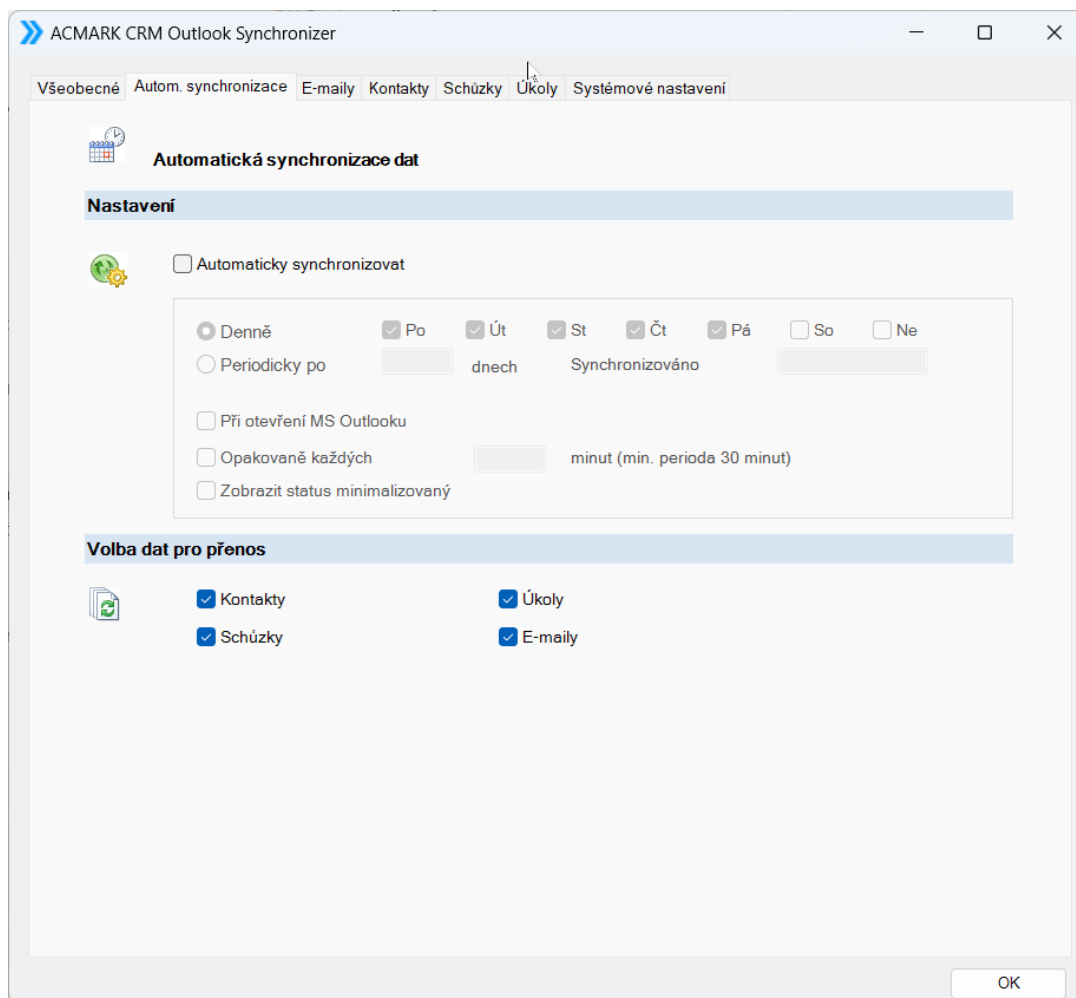 ACMARK CRM Outlook Synchronizer
Všeobecné Autom. synchronizace E-maily Kontakty Schůzky Úkoly Systémové nastavení
Automatická synchronizace dat
Nastavení
Automaticky synchronizovat
Denně Po Út St Čt Pá So Ne
Periodicky po dnech Synchronizováno
Při otevření MS Outlooku
Opakovaně každých minut (min. perioda 30 minut)
Zobrazit status minimalizovaný
Volba dat pro přenos
Kontakty Úkoly
Schůzky E-maily
OK